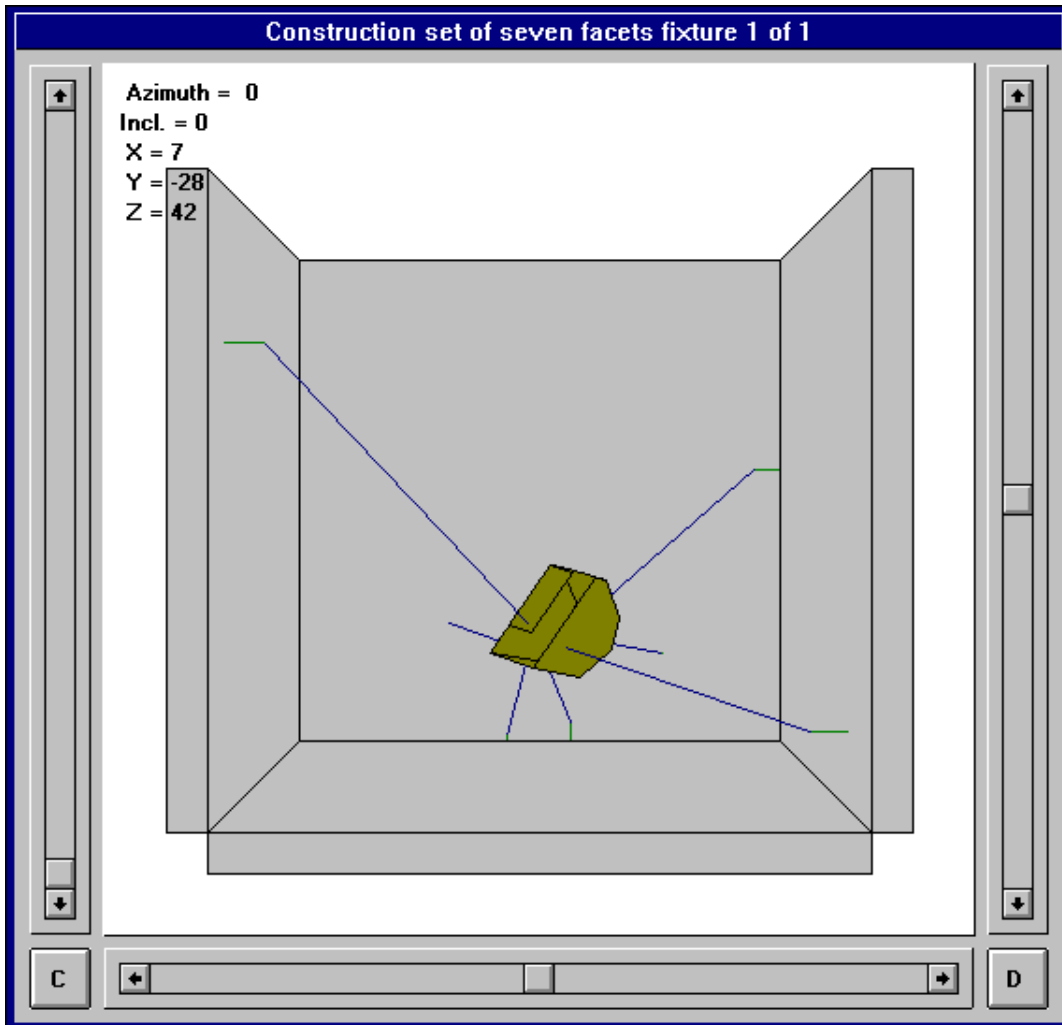 Construction set of seven facets fixture 1 of 1
Azimuth = 0
Incl. = 0
X = 7
Y = -28
Z = 42
C
D